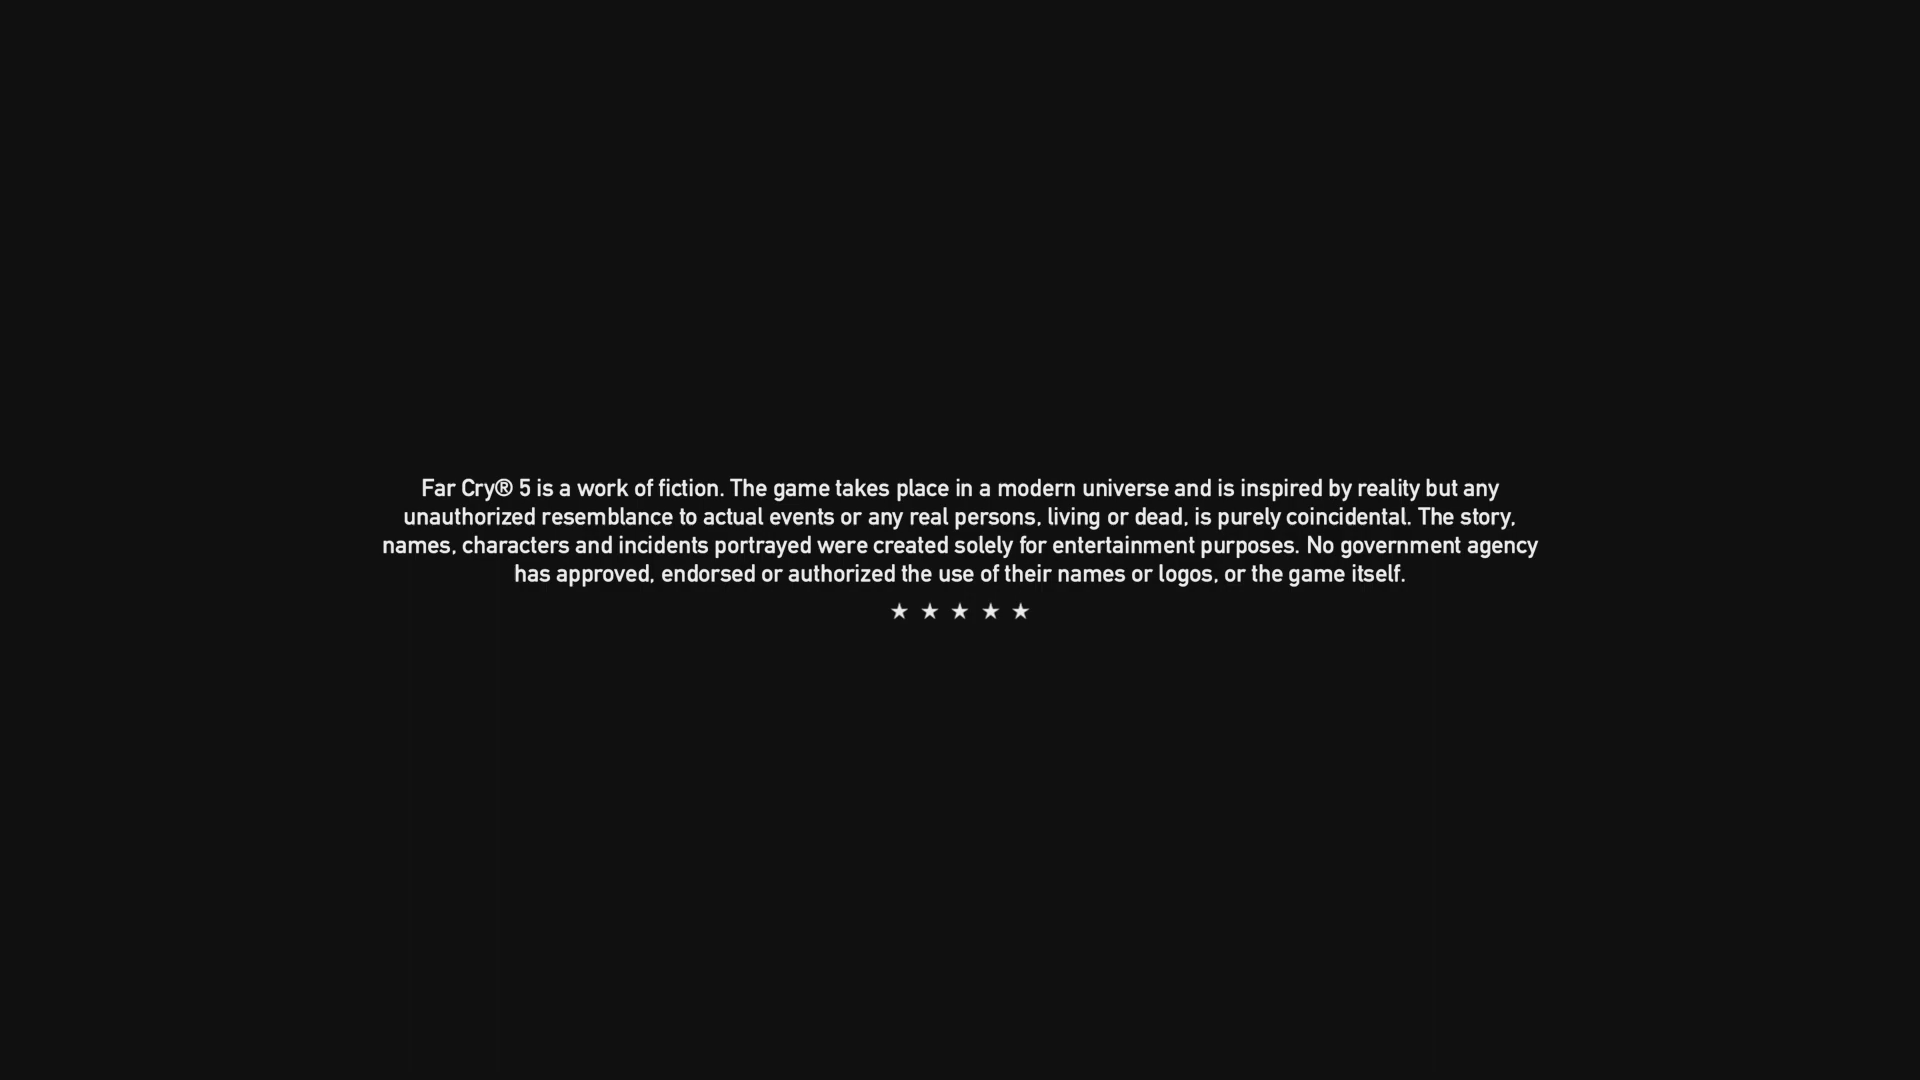 Far Cry® 5 is a work of fiction. The game takes place in a modern universe and is inspired by reality but any
unauthorized resemblance to actual events or any real persons, living or dead, is purely coincidental. The story,
names, characters and incidents portrayed were created solely for entertainment purposes. No government agency
has approved, endorsed or authorized the use of their names or logos, or the game itself.
★ ★ ★ ★ ★